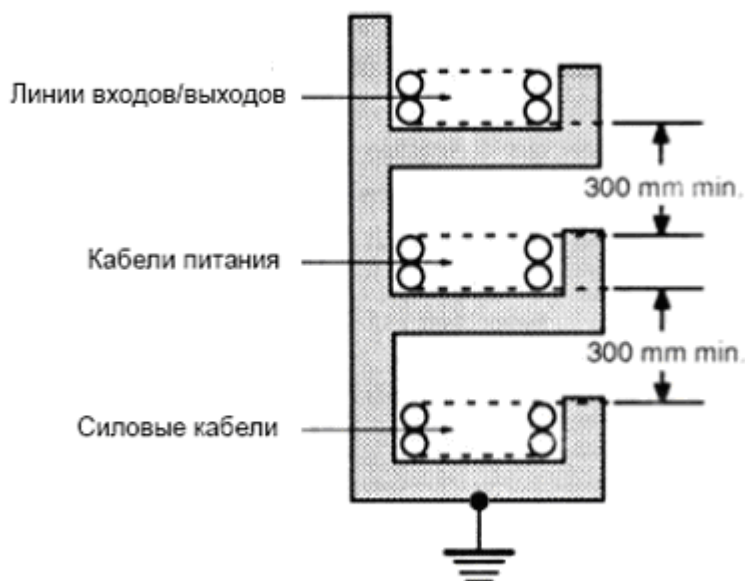 Линии входов/выходов
300 mm min.
Кабели питания
300 mm min.
Силовые кабели